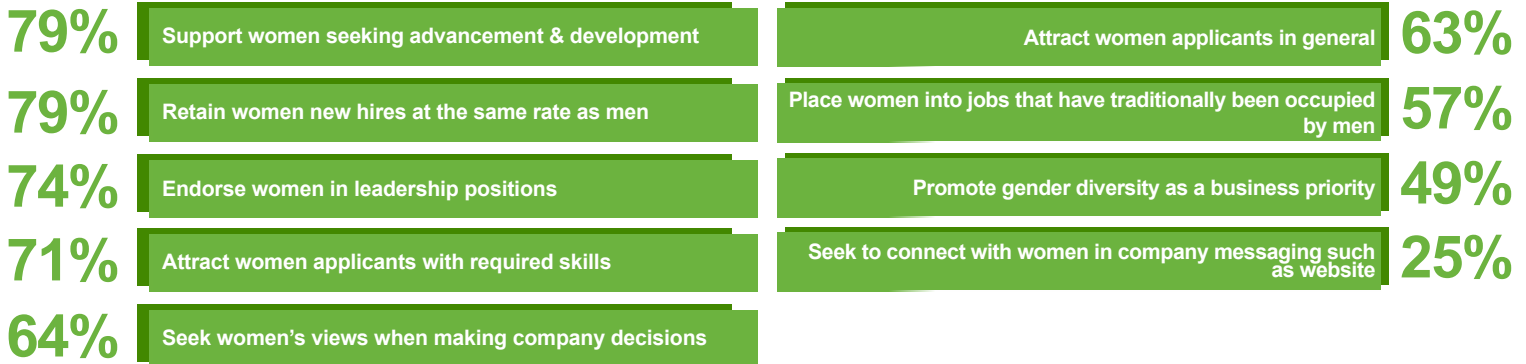 79% Support women seeking advancement & development
79% Retain women new hires at the same rate as men
74% Endorse women in leadership positions
71% Attract women applicants with required skills
64% Seek women’s views when making company decisions
Attract women applicants in general 63%
Place women into jobs that have traditionally been occupied
by men 57%
Promote gender diversity as a business priority 49%
Seek to connect with women in company messaging such
as website 25%